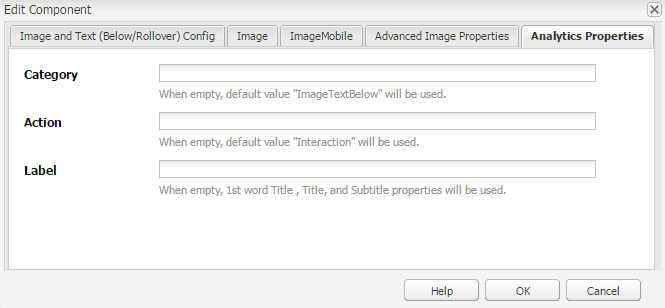 Edit Component
Image and Text (Below/Rollover) Config Image ImageMobile Advanced Image Properties Analytics Properties
Category
When empty, default value "ImageTextBelow" will be used.
Action
When empty, default value "Interaction" will be used.
Label
When empty, 1st word Title , Title, and Subtitle properties will be used.
Help OK Cancel